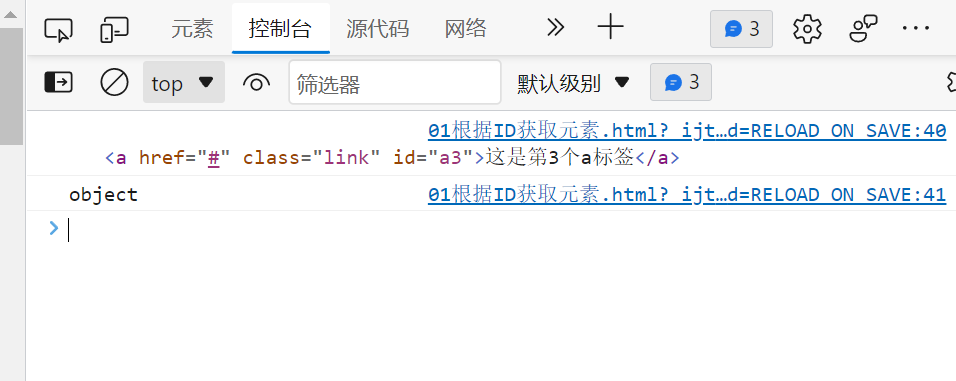 元素 控制台 源代码 网络 3
top 筛选器 默认级别 3
01根据ID获取元素.html? ijt…d=RELOAD ON SAVE:40
<a href="#" class="link" id="a3">这是第3个a标签</a>
object 01根据ID获取元素.html? ijt…d=RELOAD ON SAVE:41